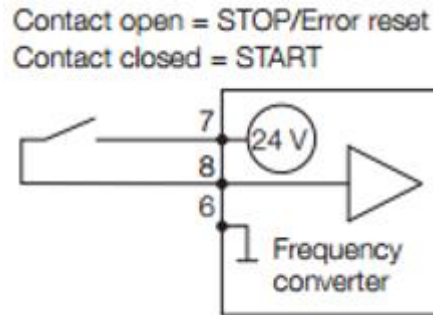 Contact open = STOP/Error reset
Contact closed = START
7
24 V
8
6
Frequency
converter